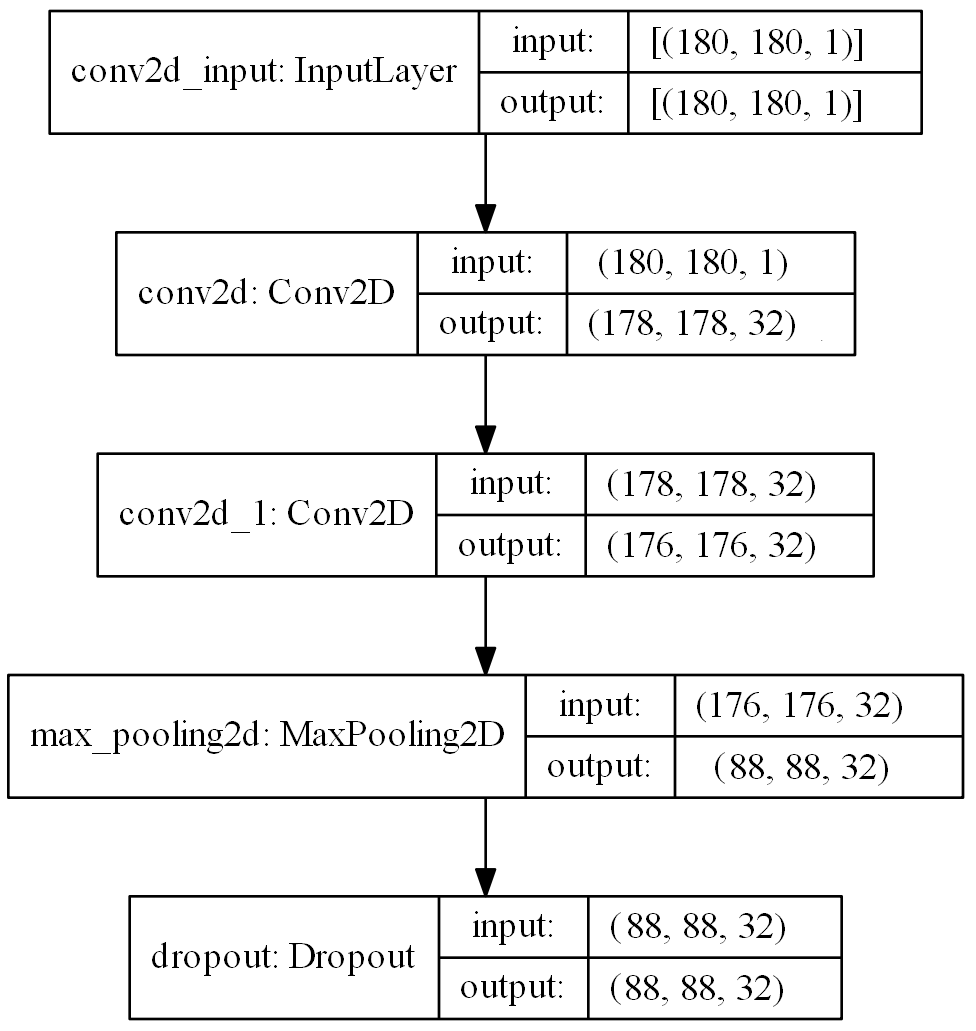 conv2d_input: InputLayer
input: [(180, 180, 1)]
output: [(180, 180, 1)]
conv2d: Conv2D
input: (180, 180, 1)
output: (178, 178, 32)
conv2d_1: Conv2D
input: (178, 178, 32)
output: (176, 176, 32)
max_pooling2d: MaxPooling2D
input: (176, 176, 32)
output: (88, 88, 32)
dropout: Dropout
input: (88, 88, 32)
output: (88, 88, 32)